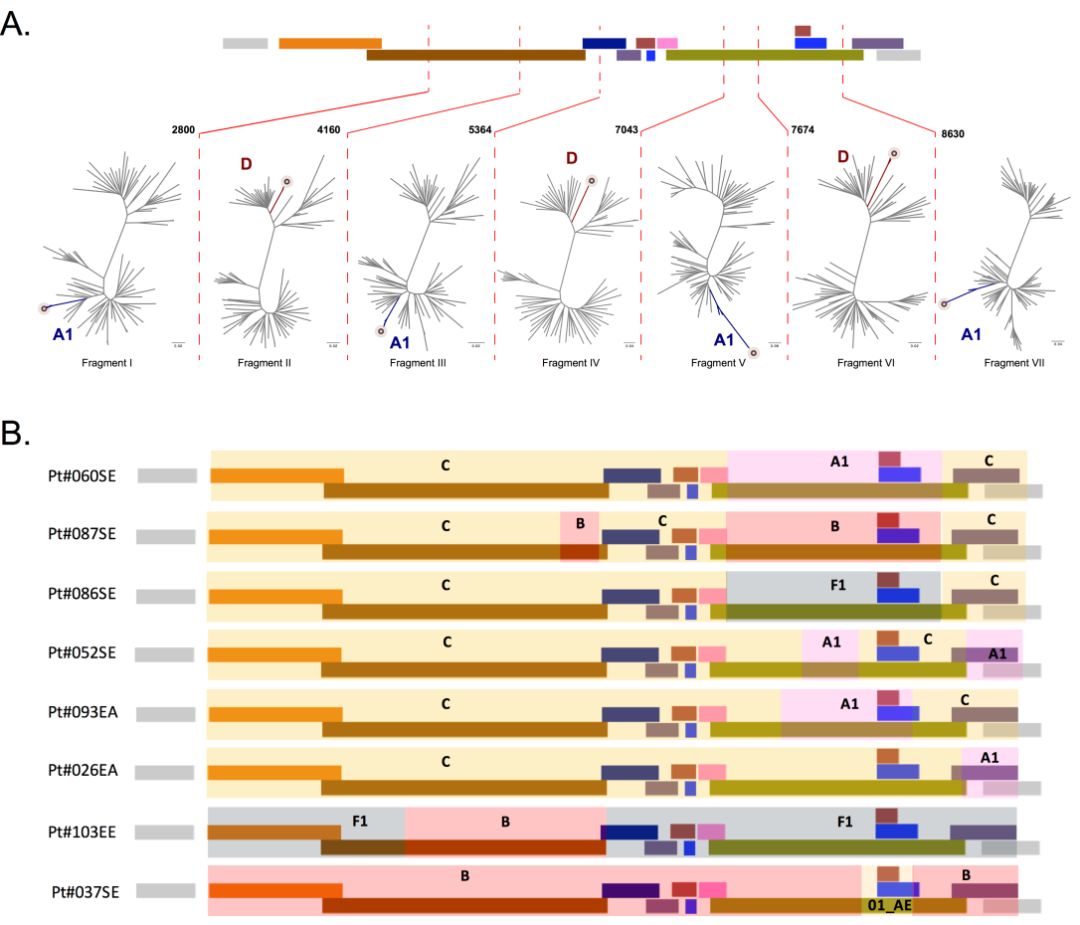 A.
2800 4160 5364 7043 7674 8630
D D D
A1 A1 A1 A1
Fragment I Fragment II Fragment III Fragment IV Fragment V Fragment VI Fragment VII
B.
Pt#060SE C A1 C
Pt#087SE C B C B C
Pt#086SE C F1 C
Pt#052SE C A1 C A1
Pt#093EA C A1 C
Pt#026EA C A1
Pt#103EE F1 B F1
Pt#037SE B 01_AE B